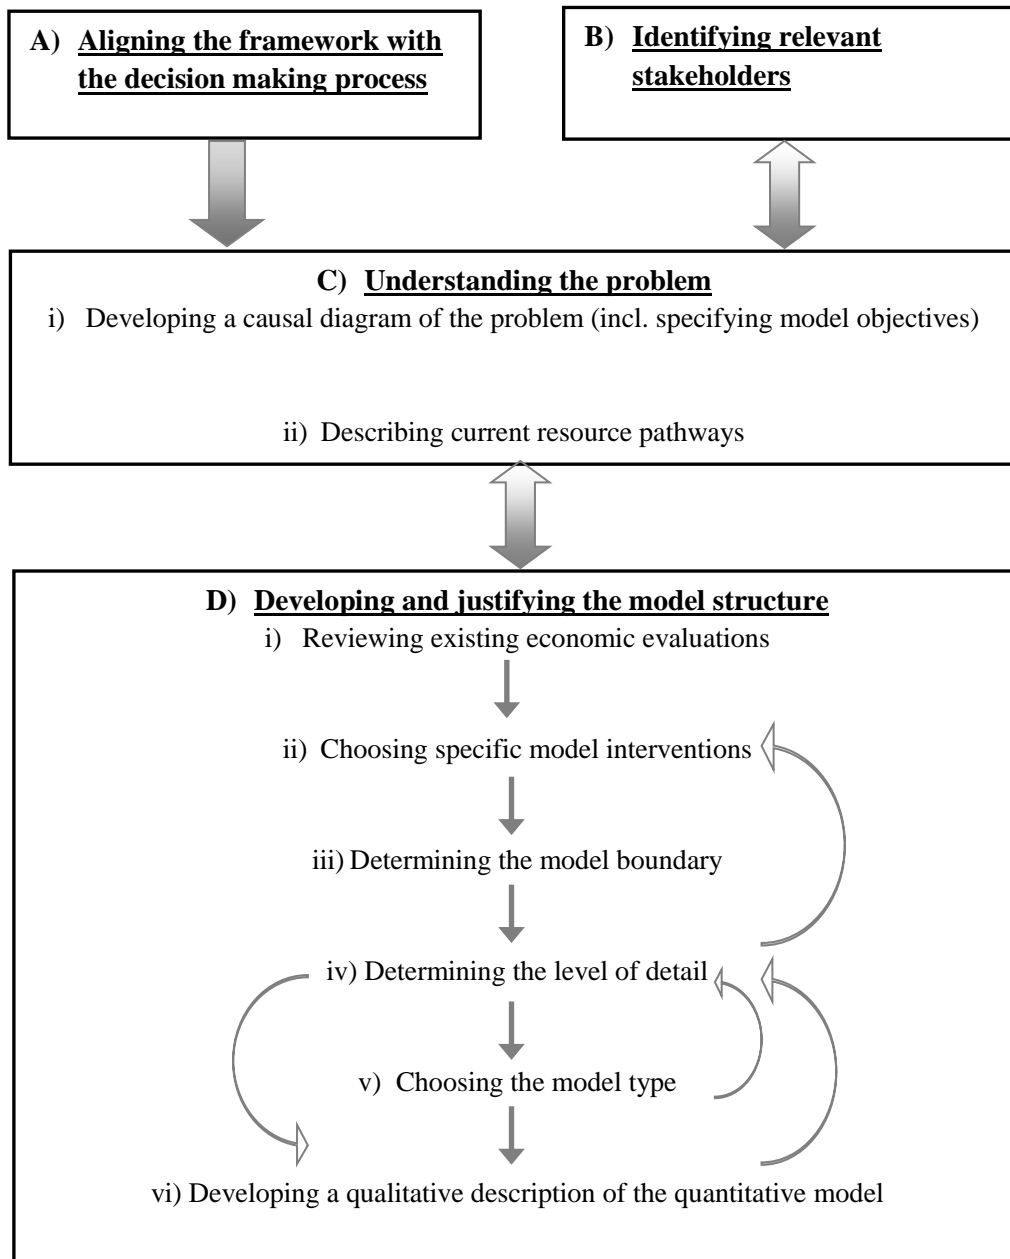 A) Aligning the framework with
the decision making process
B) Identifying relevant
stakeholders
C) Understanding the problem
i) Developing a causal diagram of the problem (incl. specifying model objectives)
ii) Describing current resource pathways
D) Developing and justifying the model structure
i) Reviewing existing economic evaluations
ii) Choosing specific model interventions
iii) Determining the model boundary
iv) Determining the level of detail
v) Choosing the model type
vi) Developing a qualitative description of the quantitative model